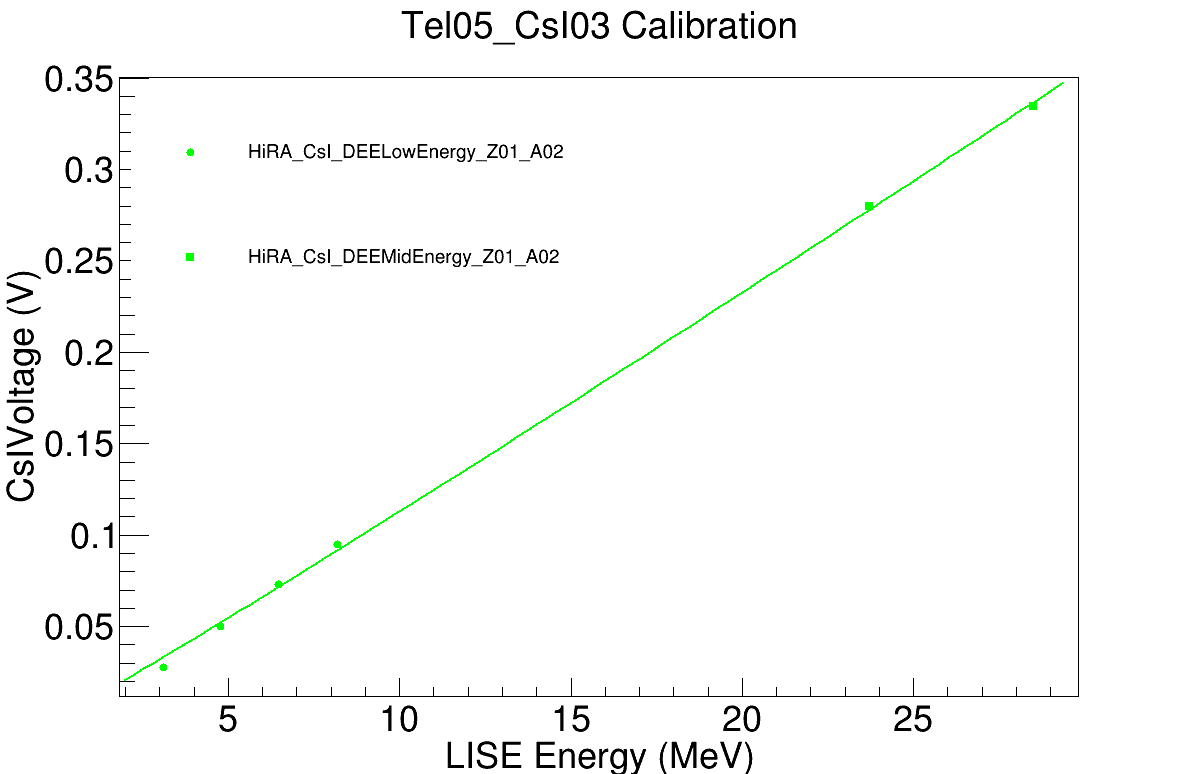 Tel05_CsI03 Calibration
0.35
0.3
0.25
0.2
0.15
0.1
0.05
CsIVoltage (V)
HiRA_CsI_DEELowEnergy_Z01_A02
HiRA_CsI_DEEMidEnergy_Z01_A02
5 10 15 20 25
LISE Energy (MeV)